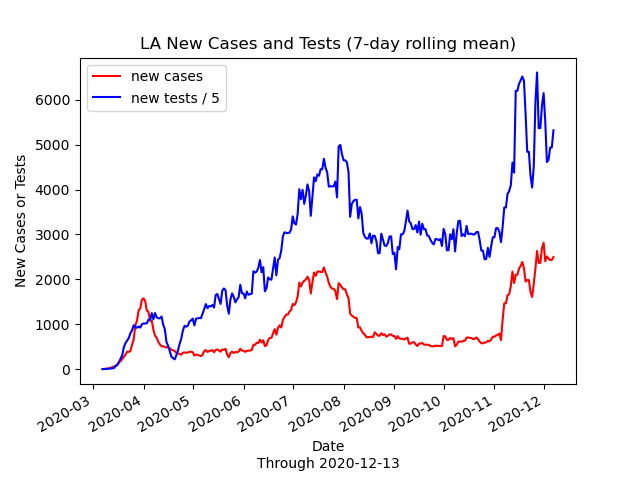 LA New Cases and Tests (7-day rolling mean)
new cases
new tests / 5
New Cases or Tests
6000
5000
4000
3000
2000
1000
0
2020-03
2020-04
2020-05
2020-06
2020-07
2020-08
2020-09
2020-10
2020-11
2020-12
Date
Through 2020-12-13